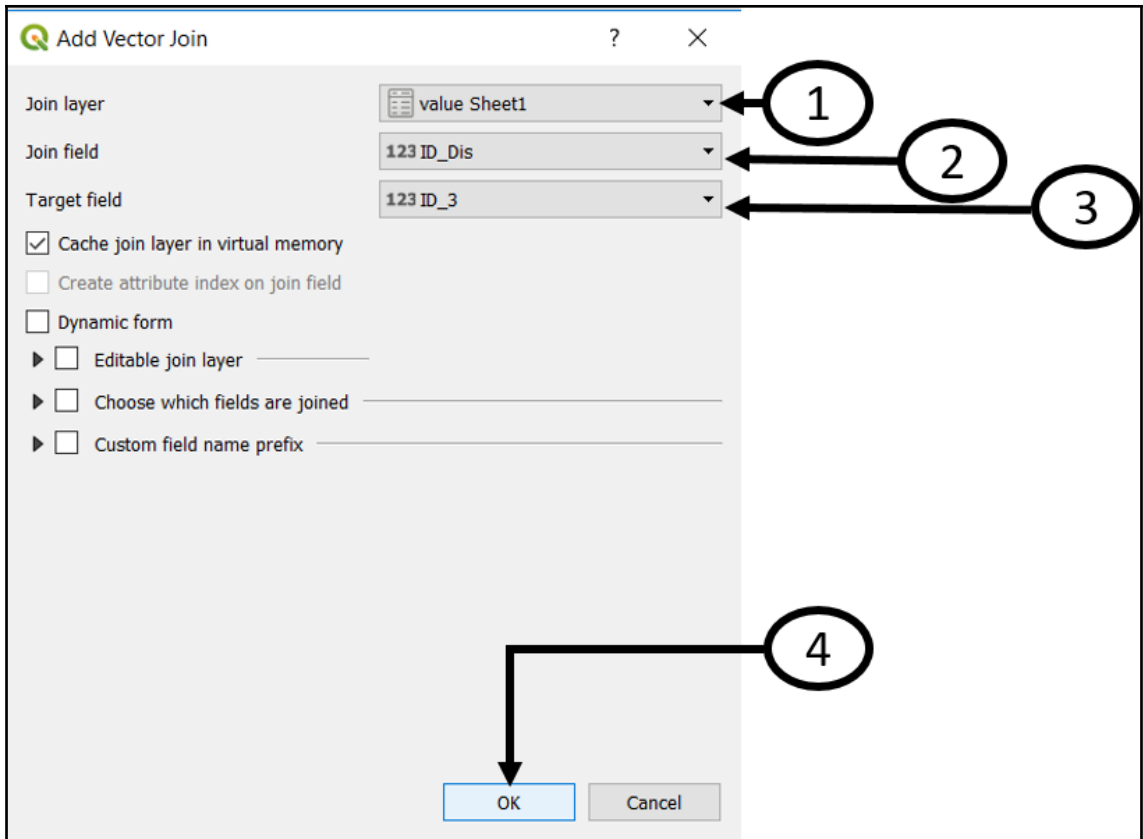 Add Vector Join ? ×
Join layer value Sheet1 1
Join field 123 ID_Dis 2
Target field 123 ID_3 3
Cache join layer in virtual memory
Create attribute index on join field
Dynamic form
Editable join layer
Choose which fields are joined
Custom field name prefix
4
OK Cancel